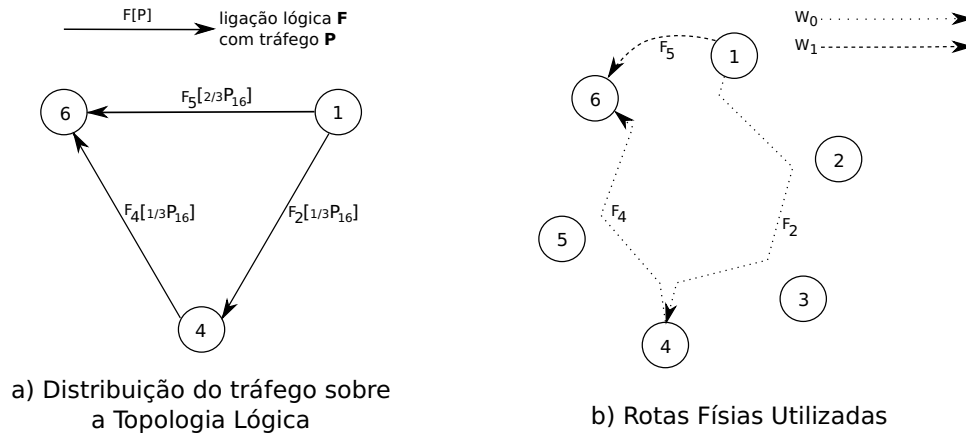 F[P]
ligação lógica F
com tráfego P
6
F5[2/3P16]
1
F4[1/3P16]
F2[1/3P16]
4
a) Distribuição do tráfego sobre
a Topologia Lógica
W0
W1
F5
1
6
2
F4
F2
5
3
4
b) Rotas Físias Utilizadas